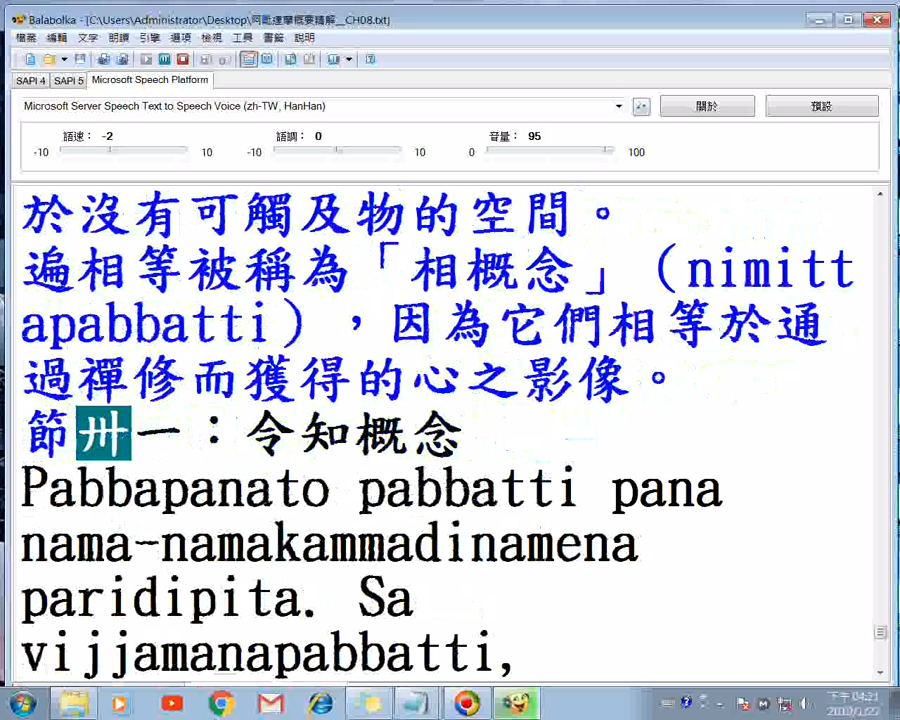 Balabolka - [C:\Users\Administrator\Desktop\阿毗達摩概要精解__CH08.txt]
檔案 編輯 文字 朗讀 引擎 選項 檢視 工具 書籤 說明
SAPI 4 SAPI 5 Microsoft Speech Platform
Microsoft Server Speech Text to Speech Voice (zh-TW, HanHan) 關於 預設
語速： -2 語調： 0 音量： 95
-10 10 -10 10 0 100
於沒有可觸及物的空間。
遍相等被稱為「相概念」（nimitt
apabbatti），因為它們相等於通
過禪修而獲得的心之影像。
節卅一：令知概念
Pabbapanato pabbatti pana
nama-namakammadinamena
paridipita. Sa
vijjamanapabbatti,
下午 04:21